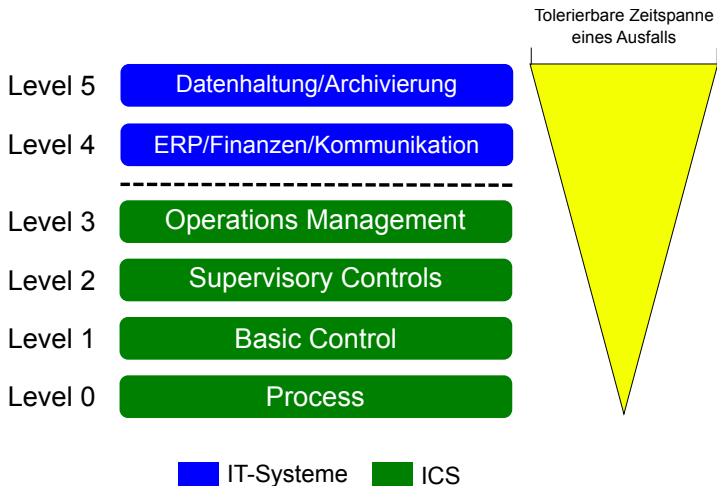 Tolerierbare Zeitspanne
eines Ausfalls
Level 5 Datenhaltung/Archivierung
Level 4 ERP/Finanzen/Kommunikation
Level 3 Operations Management
Level 2 Supervisory Controls
Level 1 Basic Control
Level 0 Process
IT-Systeme ICS